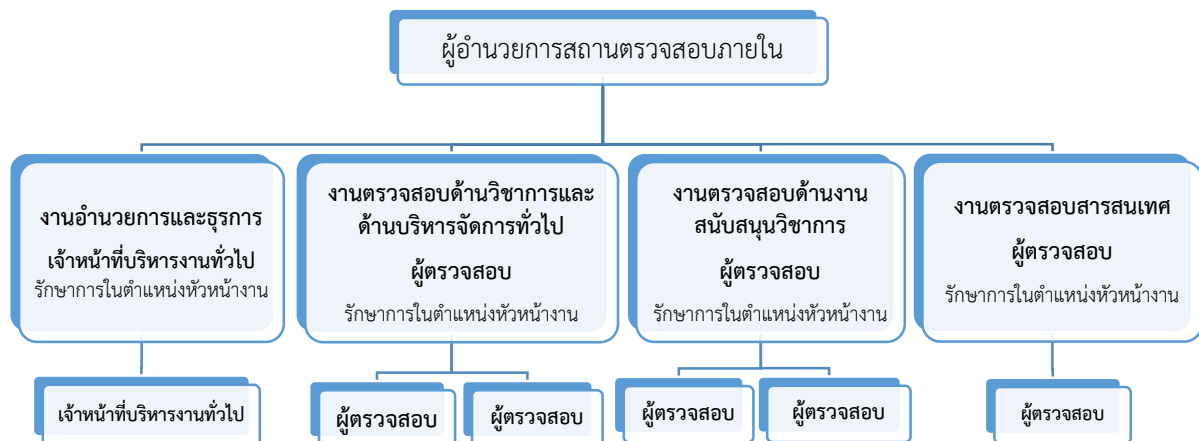 ผู้อำนวยการสถานตรวจสอบภายใน
งานอำนวยการและธุรการ
เจ้าหน้าที่บริหารงานทั่วไป
รักษาการในตำแหน่งหัวหน้างาน
งานตรวจสอบด้านวิชาการและ
ด้านบริหารจัดการทั่วไป
ผู้ตรวจสอบ
รักษาการในตำแหน่งหัวหน้างาน
งานตรวจสอบด้านงาน
สนับสนุนวิชาการ
ผู้ตรวจสอบ
รักษาการในตำแหน่งหัวหน้างาน
งานตรวจสอบสารสนเทศ
ผู้ตรวจสอบ
รักษาการในตำแหน่งหัวหน้างาน
เจ้าหน้าที่บริหารงานทั่วไป
ผู้ตรวจสอบ
ผู้ตรวจสอบ
ผู้ตรวจสอบ
ผู้ตรวจสอบ
ผู้ตรวจสอบ